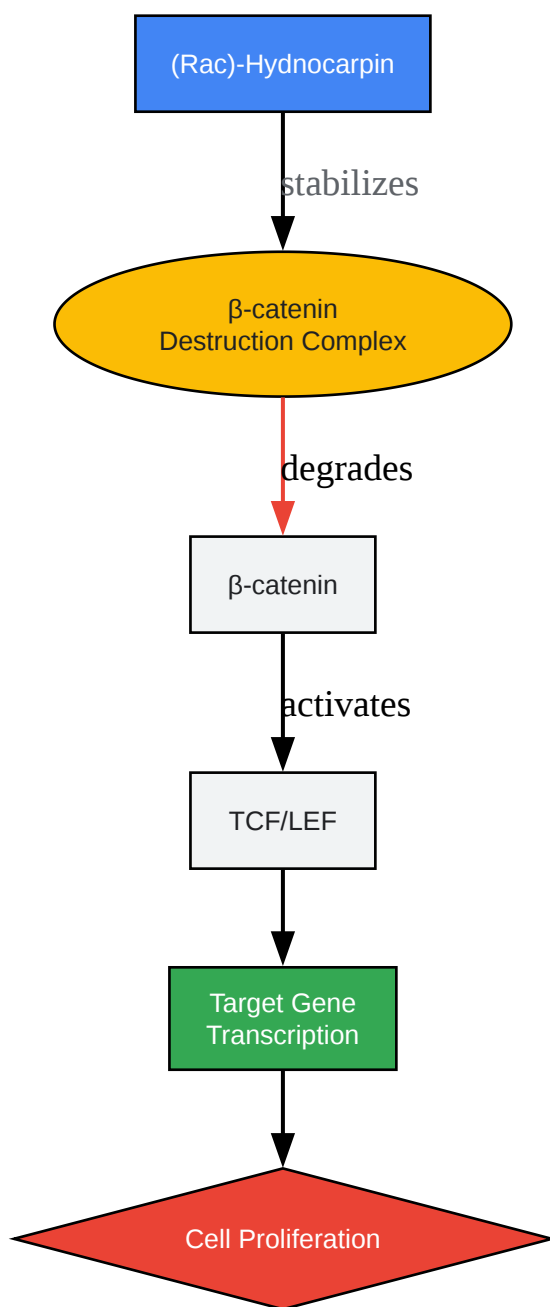 (Rac)-Hydnocarpin
stabilizes
β-catenin
Destruction Complex
degrades
β-catenin
activates
TCF/LEF
Target Gene
Transcription
Cell Proliferation